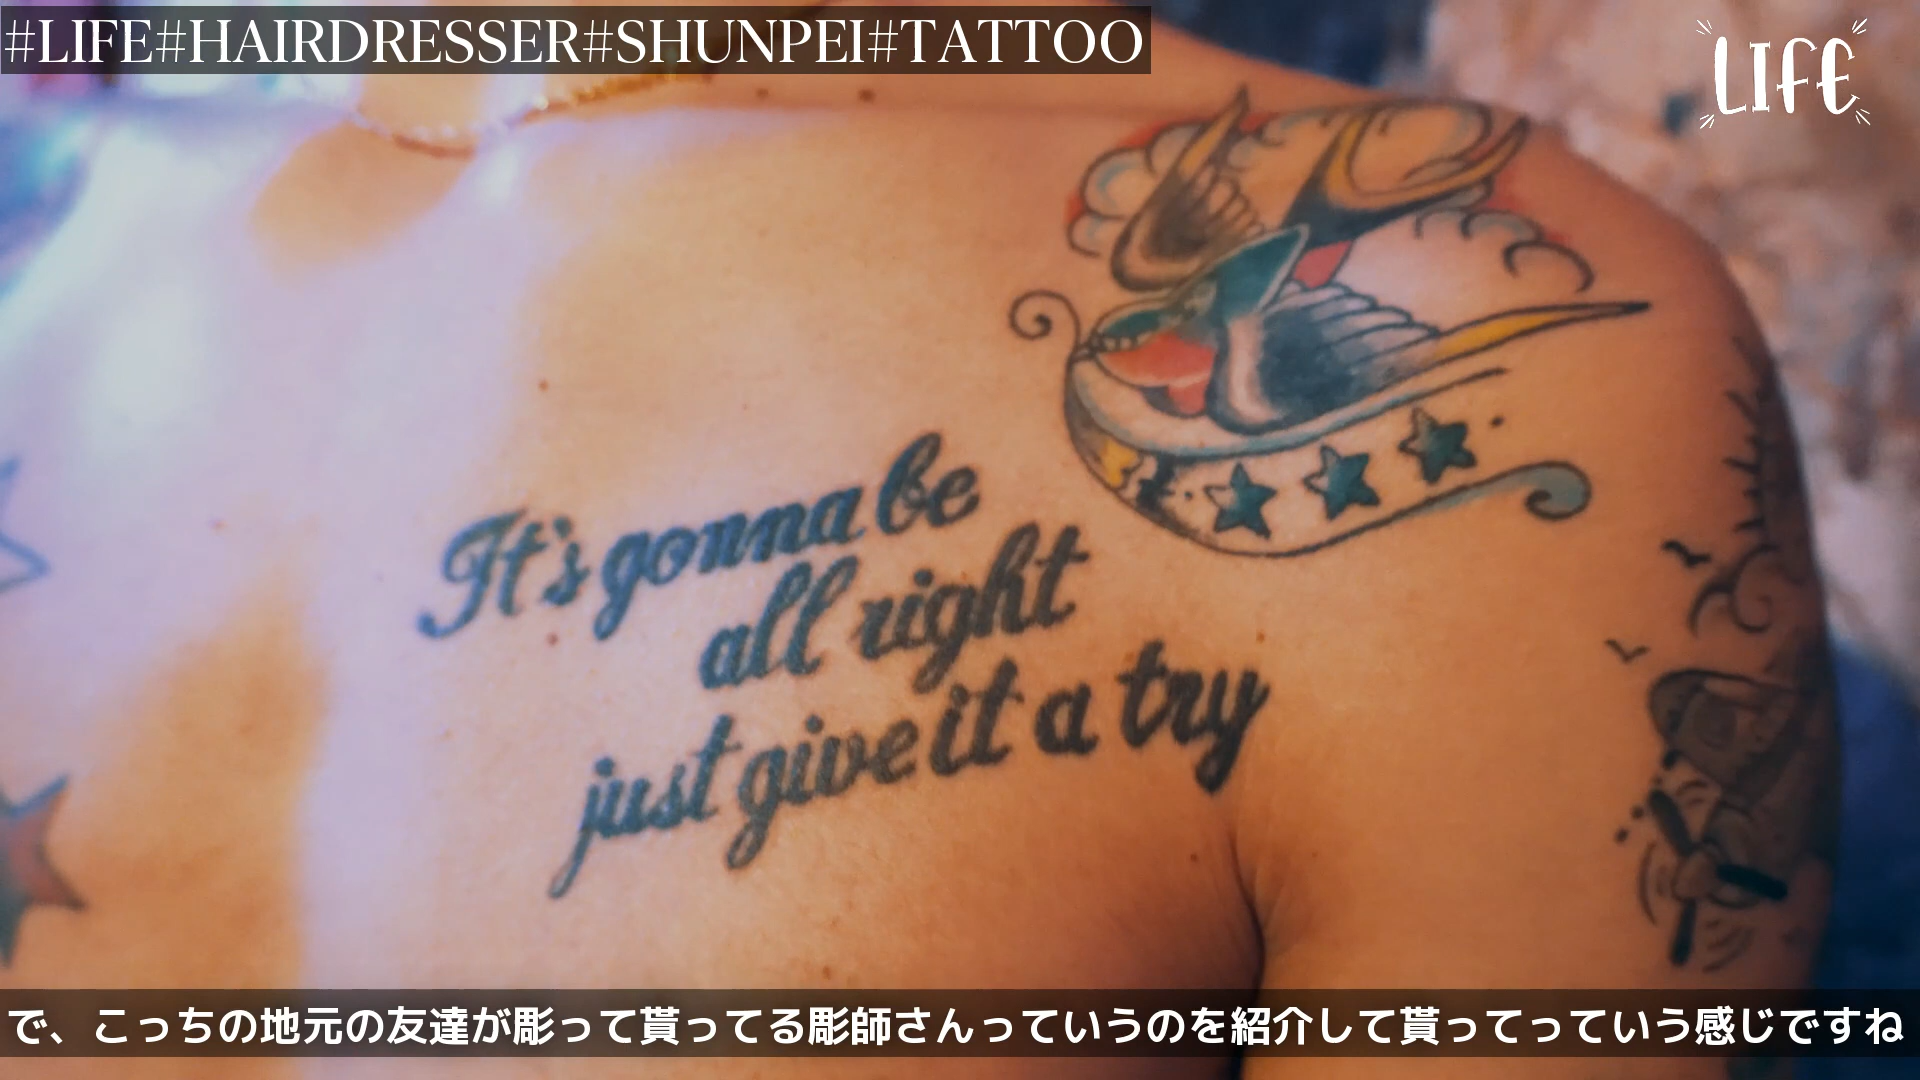 #LIFE#HAIRDRESSER#SHUNPEI#TATTOO
LIFE
It's gonna be
all right
just give it a try
で、こっちの地元の友達が彫って貰ってる彫師さんっていうのを紹介して貰ってっていう感じですね